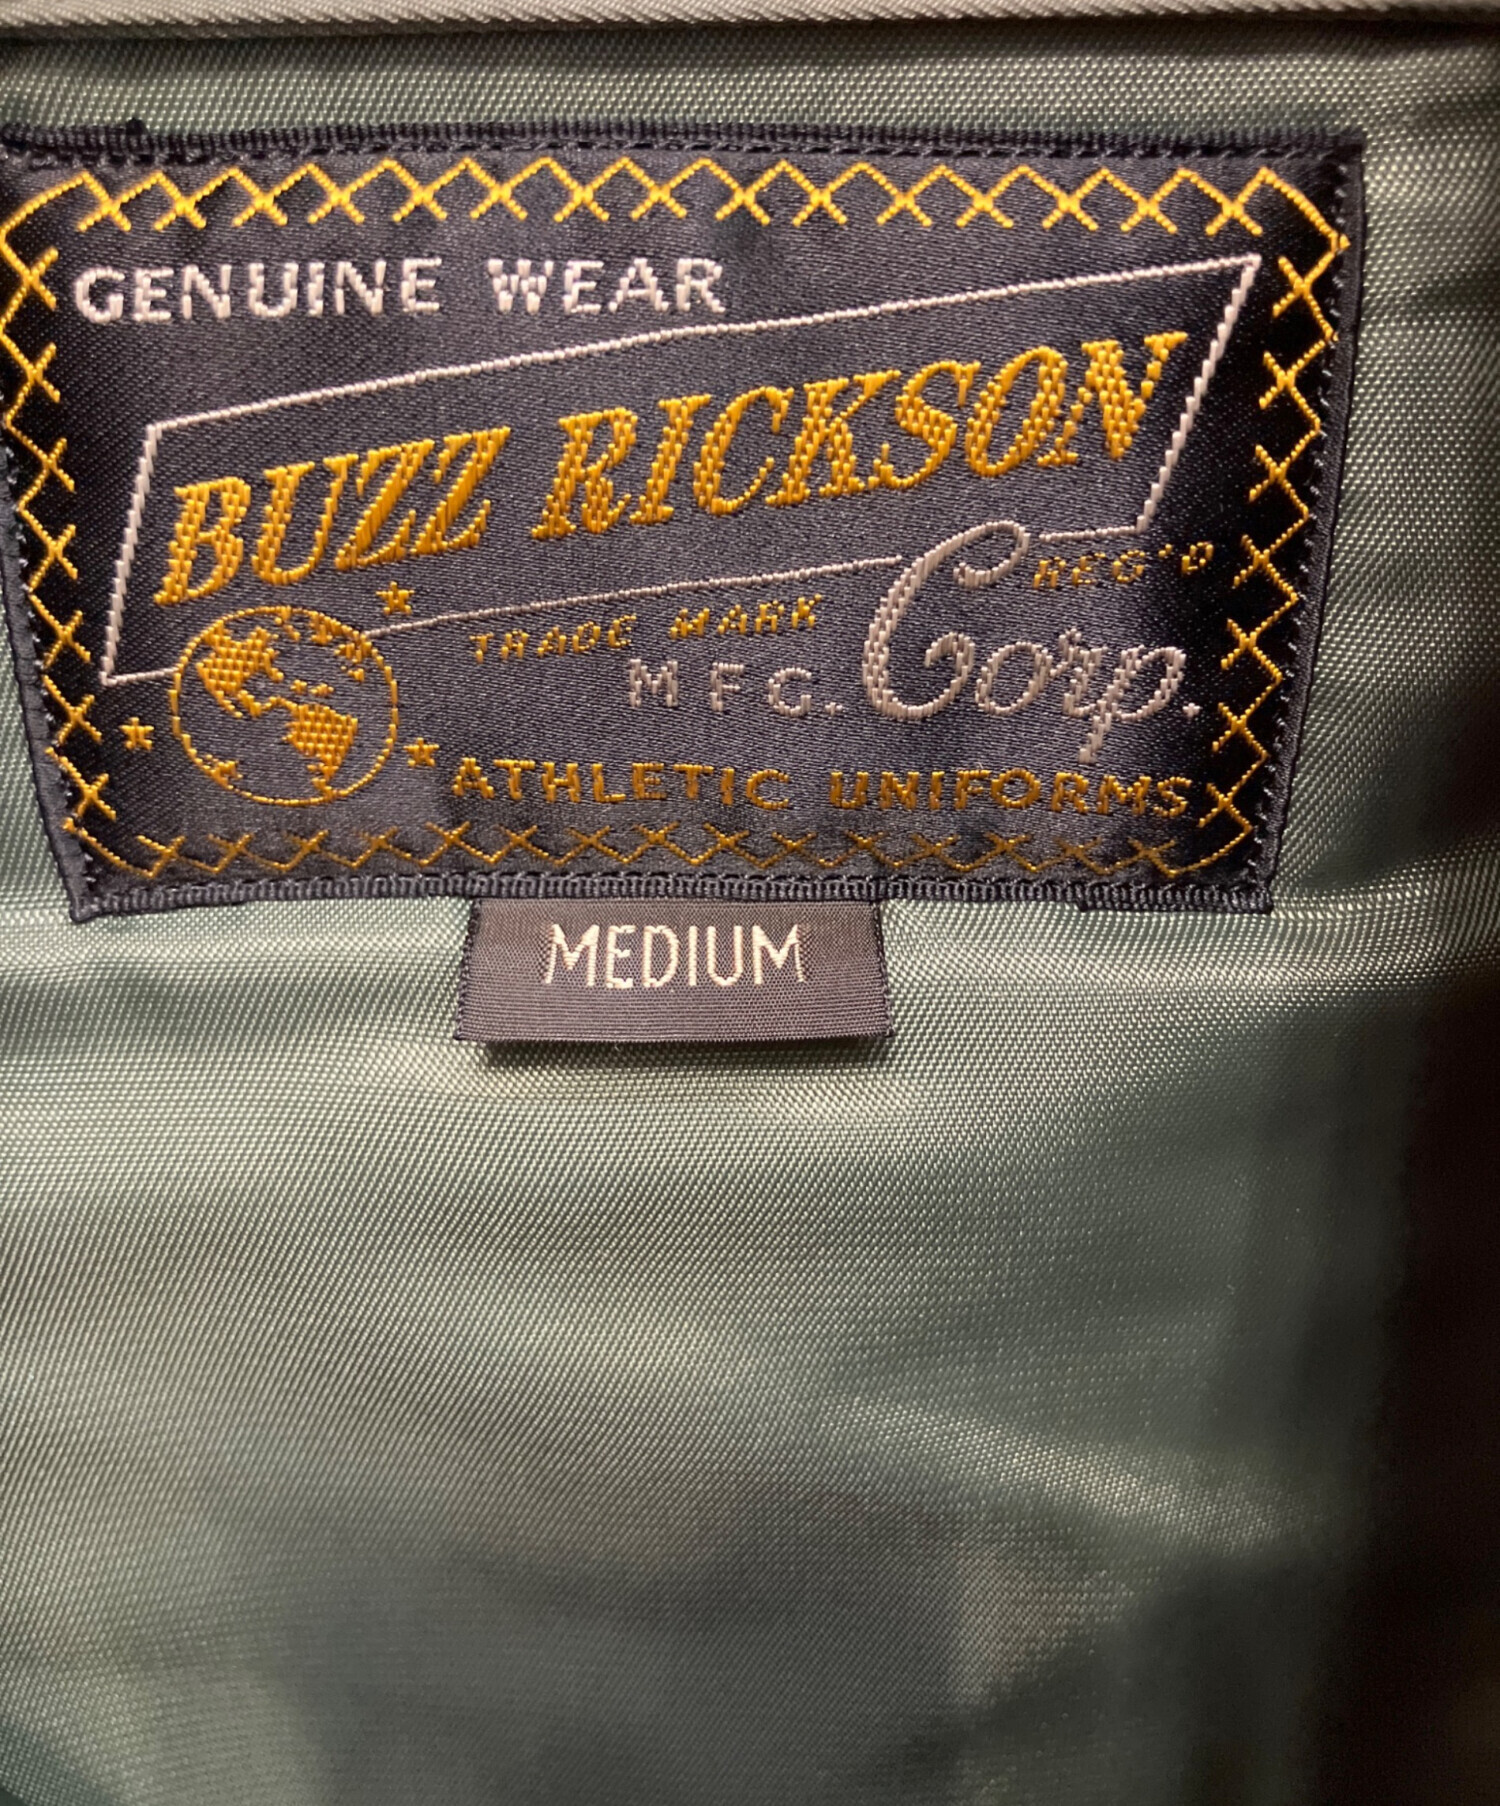 GENUINE WEAR
BUZZ RICKSON
REG'D
TRADE MARK
MFG. Corp.
ATHLETIC UNIFORMS
MEDIUM